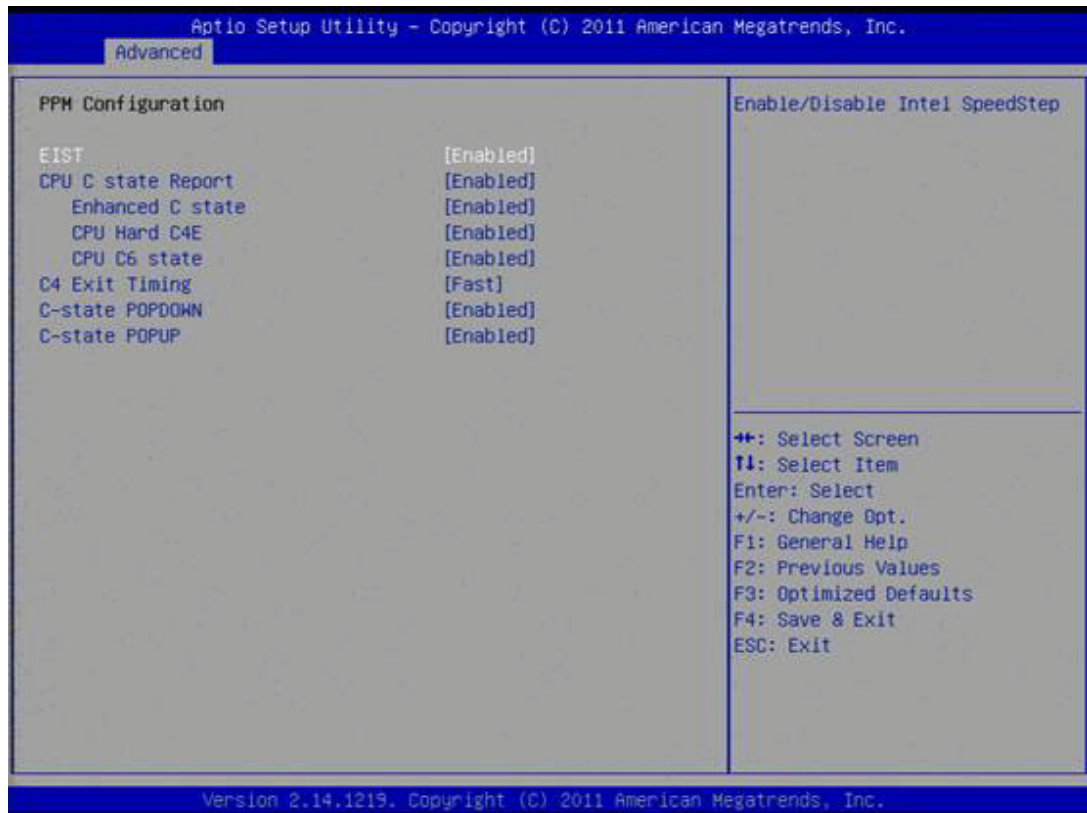 Aptio Setup Utility – Copyright (C) 2011 American Megatrends, Inc.
Advanced
PPM Configuration
EIST [Enabled]
CPU C state Report [Enabled]
Enhanced C state [Enabled]
CPU Hard C4E [Enabled]
CPU C6 state [Enabled]
C4 Exit Timing [Fast]
C-state POPDOWN [Enabled]
C-state POPUP [Enabled]
Enable/Disable Intel SpeedStep
→←: Select Screen
↑↓: Select Item
Enter: Select
+/-: Change Opt.
F1: General Help
F2: Previous Values
F3: Optimized Defaults
F4: Save & Exit
ESC: Exit
Version 2.14.1219. Copyright (C) 2011 American Megatrends, Inc.